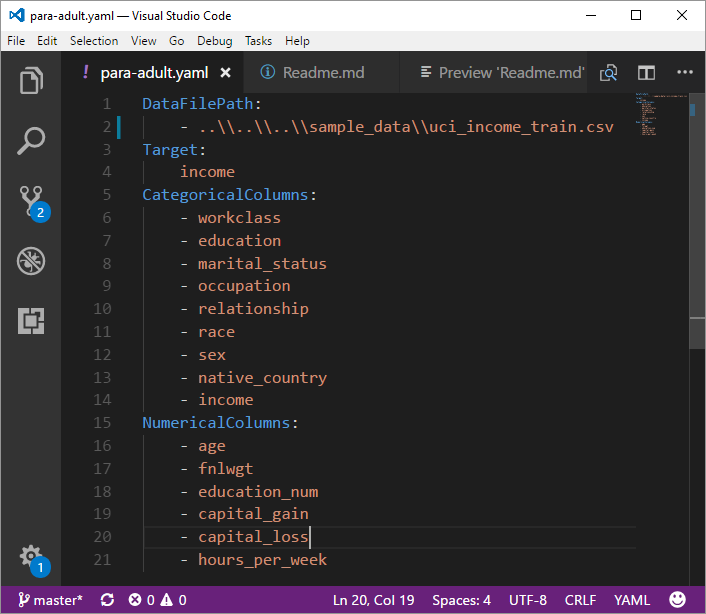 para-adult.yaml — Visual Studio Code
File Edit Selection View Go Debug Tasks Help
! para-adult.yaml × Readme.md Preview 'Readme.md'
1 DataFilePath:
2 - ..\\..\\..\\sample_data\\uci_income_train.csv
3 Target:
4 income
5 CategoricalColumns:
6 - workclass
7 - education
8 - marital_status
9 - occupation
10 - relationship
11 - race
12 - sex
13 - native_country
14 - income
15 NumericalColumns:
16 - age
17 - fnlwgt
18 - education_num
19 - capital_gain
20 - capital_loss
21 - hours_per_week
2
1
master* 0 0 Ln 20, Col 19 Spaces: 4 UTF-8 CRLF YAML